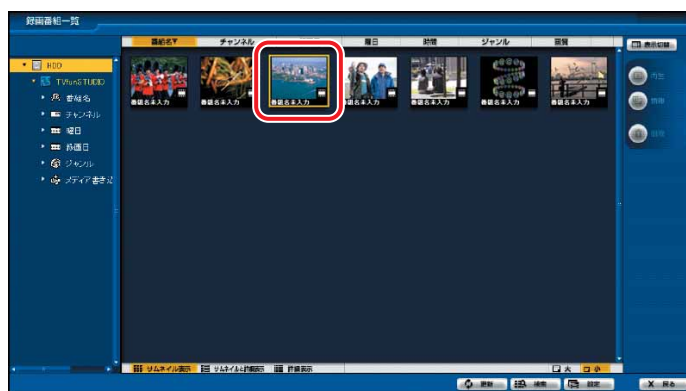 録画番組一覧
番組名▼ チャンネル 曜日 時間 ジャンル 画質
表示切替
HDD
TVfunSTUDIO
番組名
チャンネル
曜日
録画日
ジャンル
メディア書き込
番組名未入力 番組名未入力 番組名未入力 番組名未入力 番組名未入力 番組名未入力 番組名未入力
再生
情報
サムネイル表示 サムネイルと詳細表示 詳細表示 大 小
更新 検索 設定 X 戻る